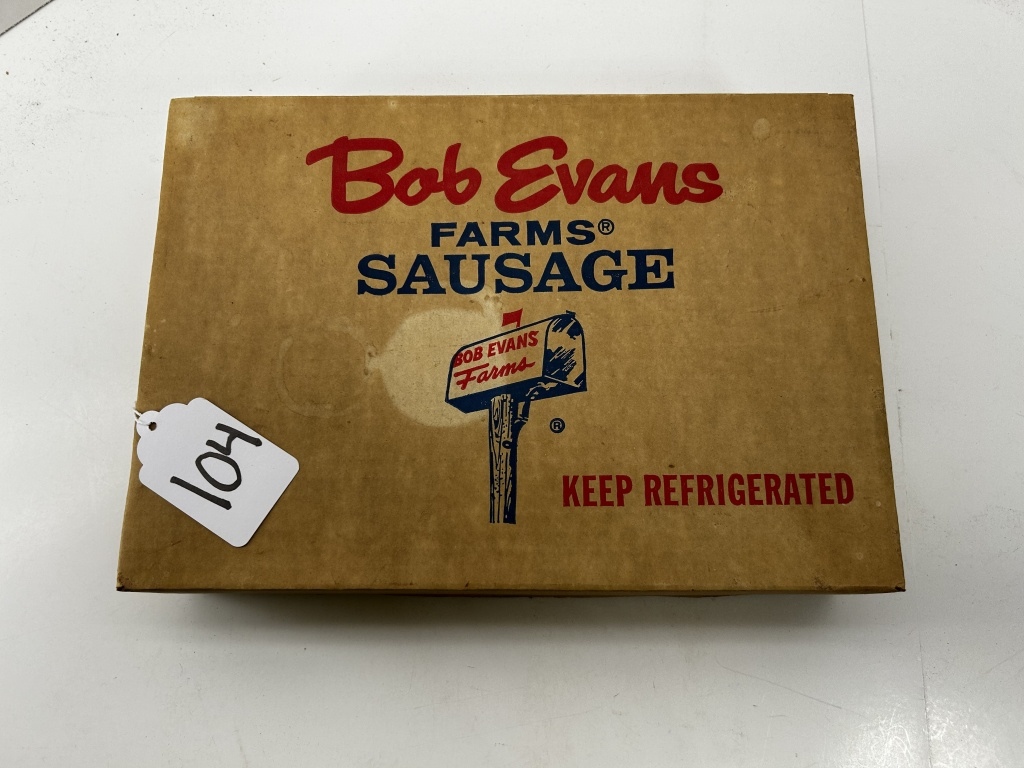 Bob Evans
FARMS®
SAUSAGE
BOB EVANS
Farms
®
104
KEEP REFRIGERATED